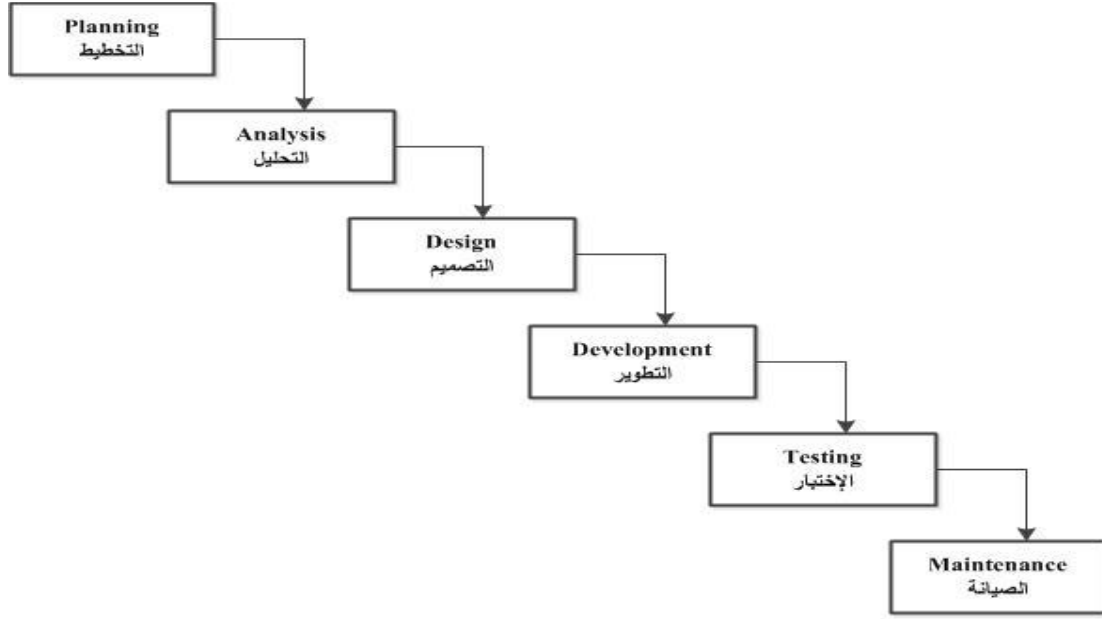 Planning
التخطيط
Analysis
التحليل
Design
التصميم
Development
التطوير
Testing
الإختبار
Maintenance
الصيانة